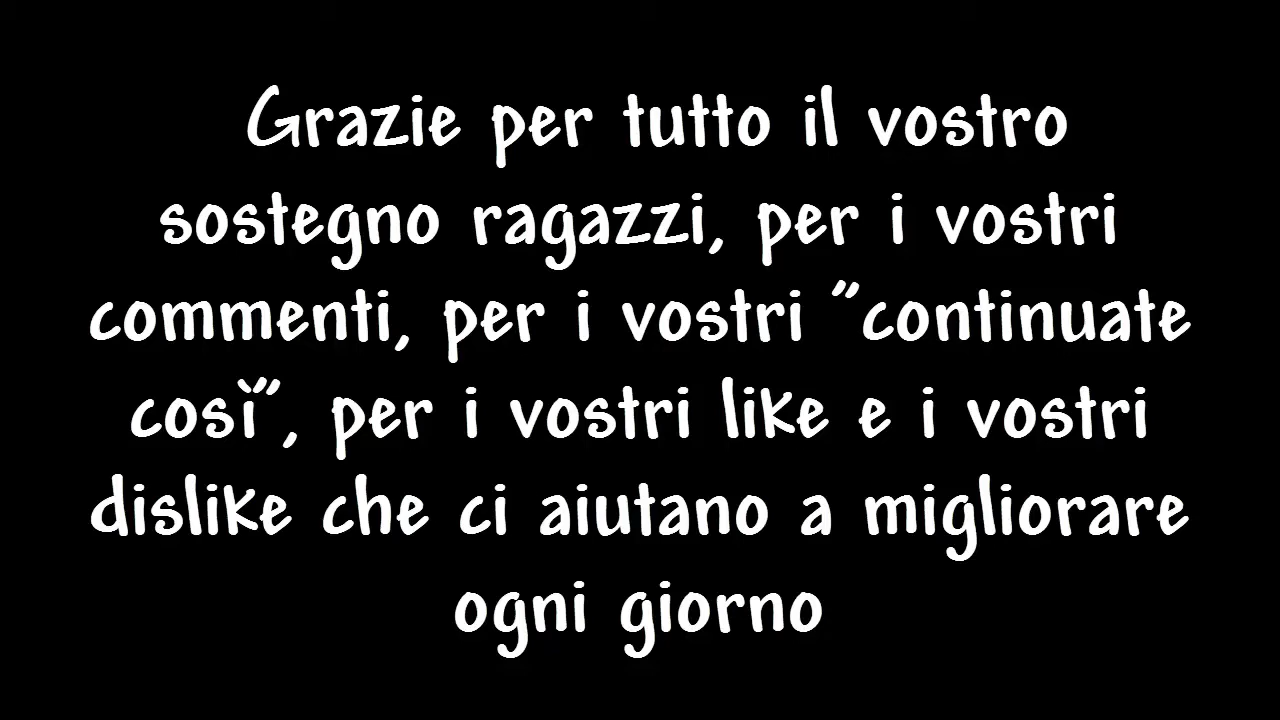 Grazie per tutto il vostro
sostegno ragazzi, per i vostri
commenti, per i vostri "continuate
così", per i vostri like e i vostri
dislike che ci aiutano a migliorare
ogni giorno